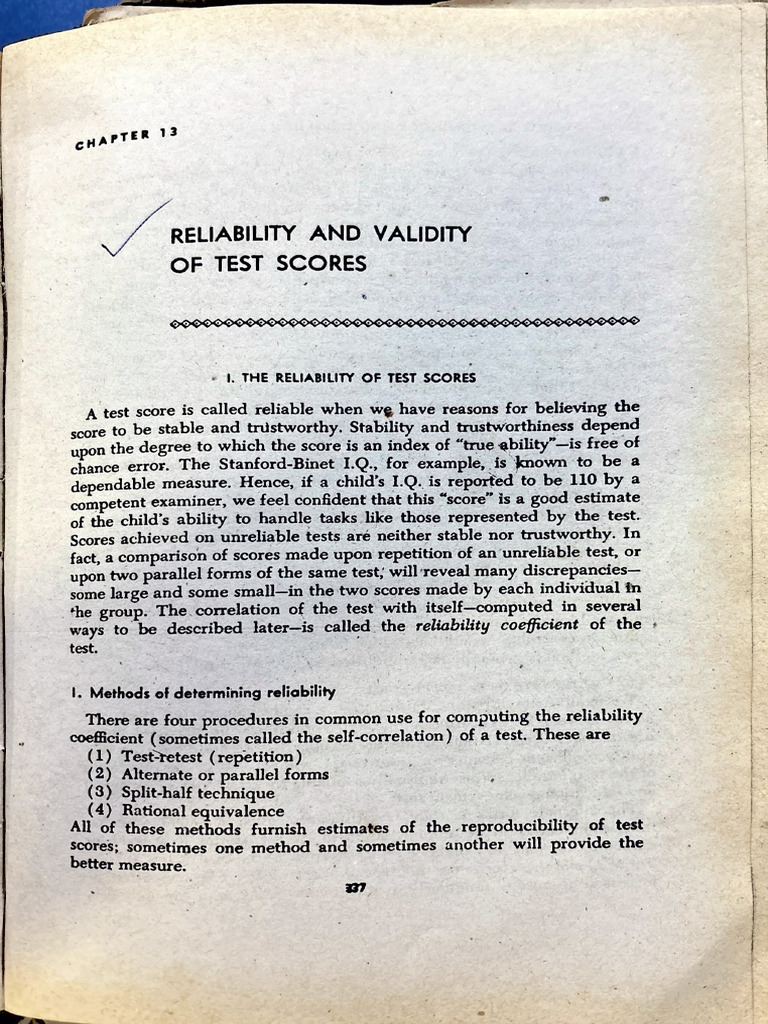 CHAPTER 13
RELIABILITY AND VALIDITY
OF TEST SCORES
I. THE RELIABILITY OF TEST SCORES
A test score is called reliable when we have reasons for believing the
score to be stable and trustworthy. Stability and trustworthiness depend
upon the degree to which the score is an index of “true ability”—is free of
chance error. The Stanford-Binet I.Q., for example, is known to be a
dependable measure. Hence, if a child’s I.Q. is reported to be 110 by a
competent examiner, we feel confident that this “score” is a good estimate
of the child’s ability to handle tasks like those represented by the test.
Scores achieved on unreliable tests are neither stable nor trustworthy. In
fact, a comparison of scores made upon repetition of an unreliable test, or
upon two parallel forms of the same test, will reveal many discrepancies—
some large and some small—in the two scores made by each individual in
the group. The correlation of the test with itself—computed in several
ways to be described later—is called the reliability coefficient of the
test.
1. Methods of determining reliability
There are four procedures in common use for computing the reliability
coefficient (sometimes called the self-correlation) of a test. These are
(1) Test-retest (repetition)
(2) Alternate or parallel forms
(3) Split-half technique
(4) Rational equivalence
All of these methods furnish estimates of the reproducibility of test
scores; sometimes one method and sometimes another will provide the
better measure.
337